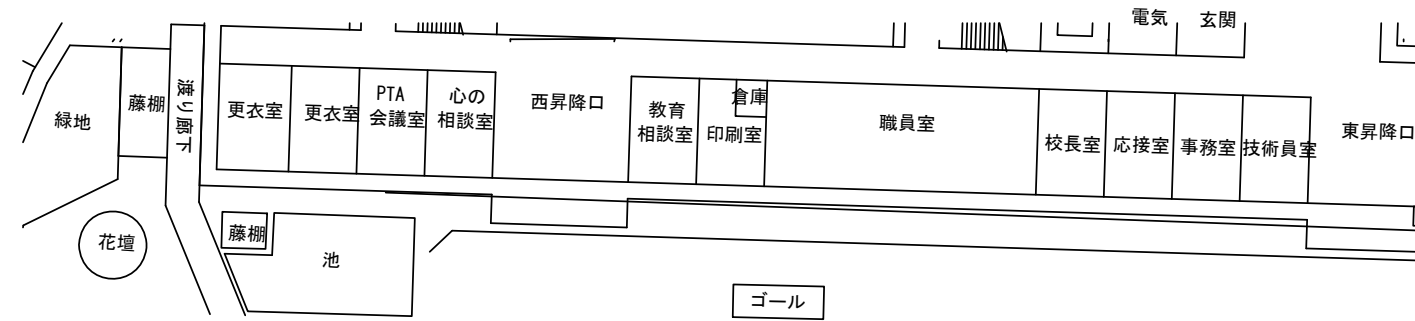 電気
玄関
渡り廊下
藤棚
緑地
更衣室
更衣室
PTA
会議室
心の
相談室
西昇降口
教育
相談室
倉庫
印刷室
職員室
校長室
応接室
事務室
技術員室
東昇降口
花壇
藤棚
池
ゴール